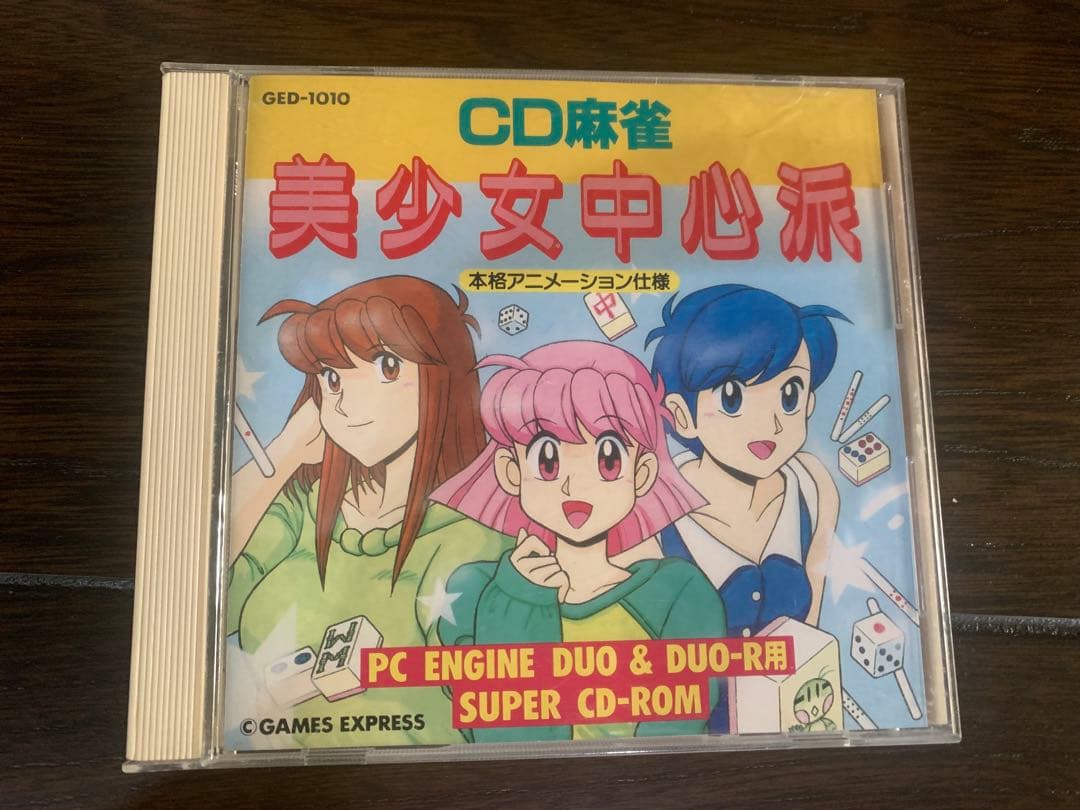 GED-1010
CD麻雀
美少女中心派
本格アニメーション仕様
中
PC ENGINE DUO & DUO-R用
SUPER CD-ROM
©GAMES EXPRESS